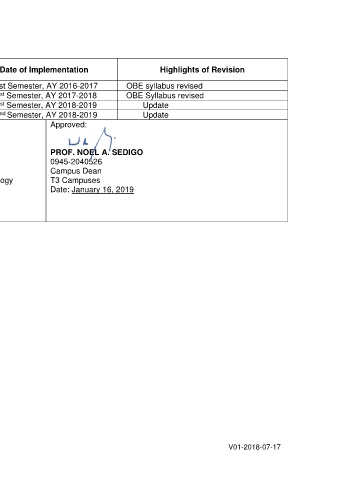 Date of Implementation Highlights of Revision
st Semester, AY 2016-2017 OBE syllabus revised
st Semester, AY 2017-2018 OBE Syllabus revised
st Semester, AY 2018-2019 Update
nd Semester, AY 2018-2019 Update
Approved:
PROF. NOEL A. SEDIGO
0945-2040526
Campus Dean
ogy T3 Campuses
Date: January 16, 2019
V01-2018-07-17